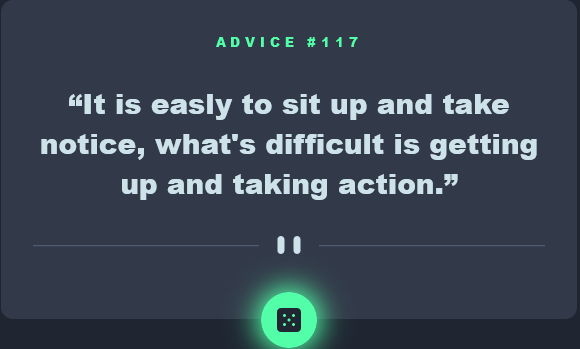 ADVICE #117
“It is easly to sit up and take
notice, what's difficult is getting
up and taking action.”